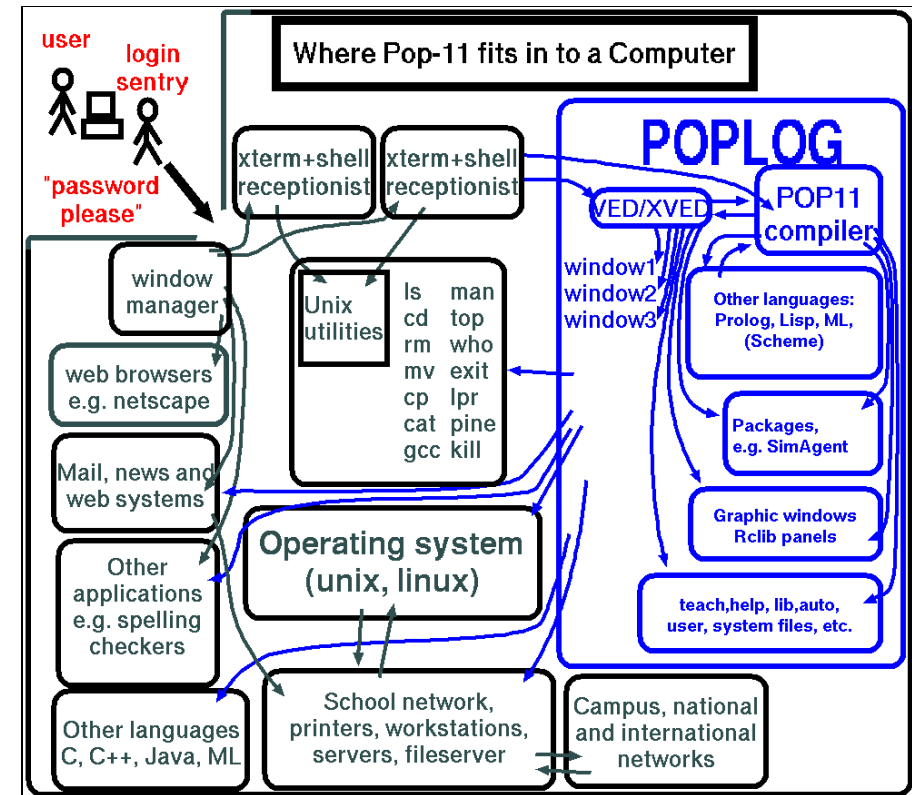 user
login
sentry
"password
please"
Where Pop-11 fits in to a Computer
xterm+shell
receptionist
xterm+shell
receptionist
window
manager
web browsers
e.g. netscape
Mail, news and
web systems
Other
applications
e.g. spelling
checkers
Other languages
C, C++, Java, ML
Unix
utilities
ls man
cd top
rm who
mv exit
cp lpr
cat pine
gcc kill
Operating system
(unix, linux)
School network,
printers, workstations,
servers, fileserver
Campus, national
and international
networks
POPLOG
VED/XVED
POP11
compiler
window1
window2
window3
Other languages:
Prolog, Lisp, ML,
(Scheme)
Packages,
e.g. SimAgent
Graphic windows
Rclib panels
teach,help, lib,auto,
user, system files, etc.